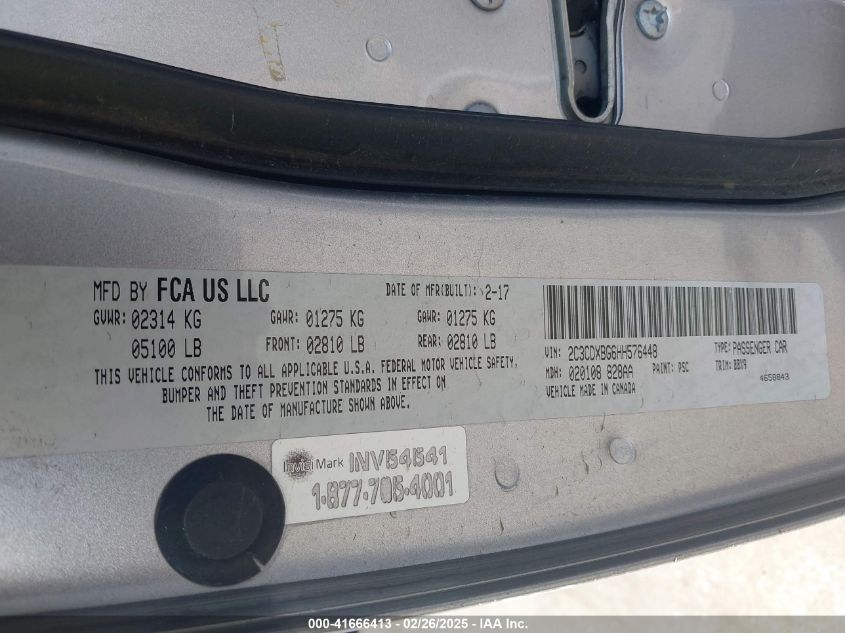 MFD BY FCA US LLC
DATE OF MFR(BUILT): 2-17
GVWR: 02314 KG
GAWR: 01275 KG
GAWR: 01275 KG
05100 LB
FRONT: 02810 LB
REAR: 02810 LB
THIS VEHICLE CONFORMS TO ALL APPLICABLE U.S.A. FEDERAL MOTOR VEHICLE SAFETY,
BUMPER AND THEFT PREVENTION STANDARDS IN EFFECT ON
THE DATE OF MANUFACTURE SHOWN ABOVE.
VIN: 2C3CDXBG6HH576448
TYPE: PASSENGER CAR
MDH: 020108 828AA
PAINT: PSC
TRIM: BBX9
VEHICLE MADE IN CANADA
4658843
Mark INV54541
1-877-705-4001
000-41666413 - 02/26/2025 - IAA, Inc.